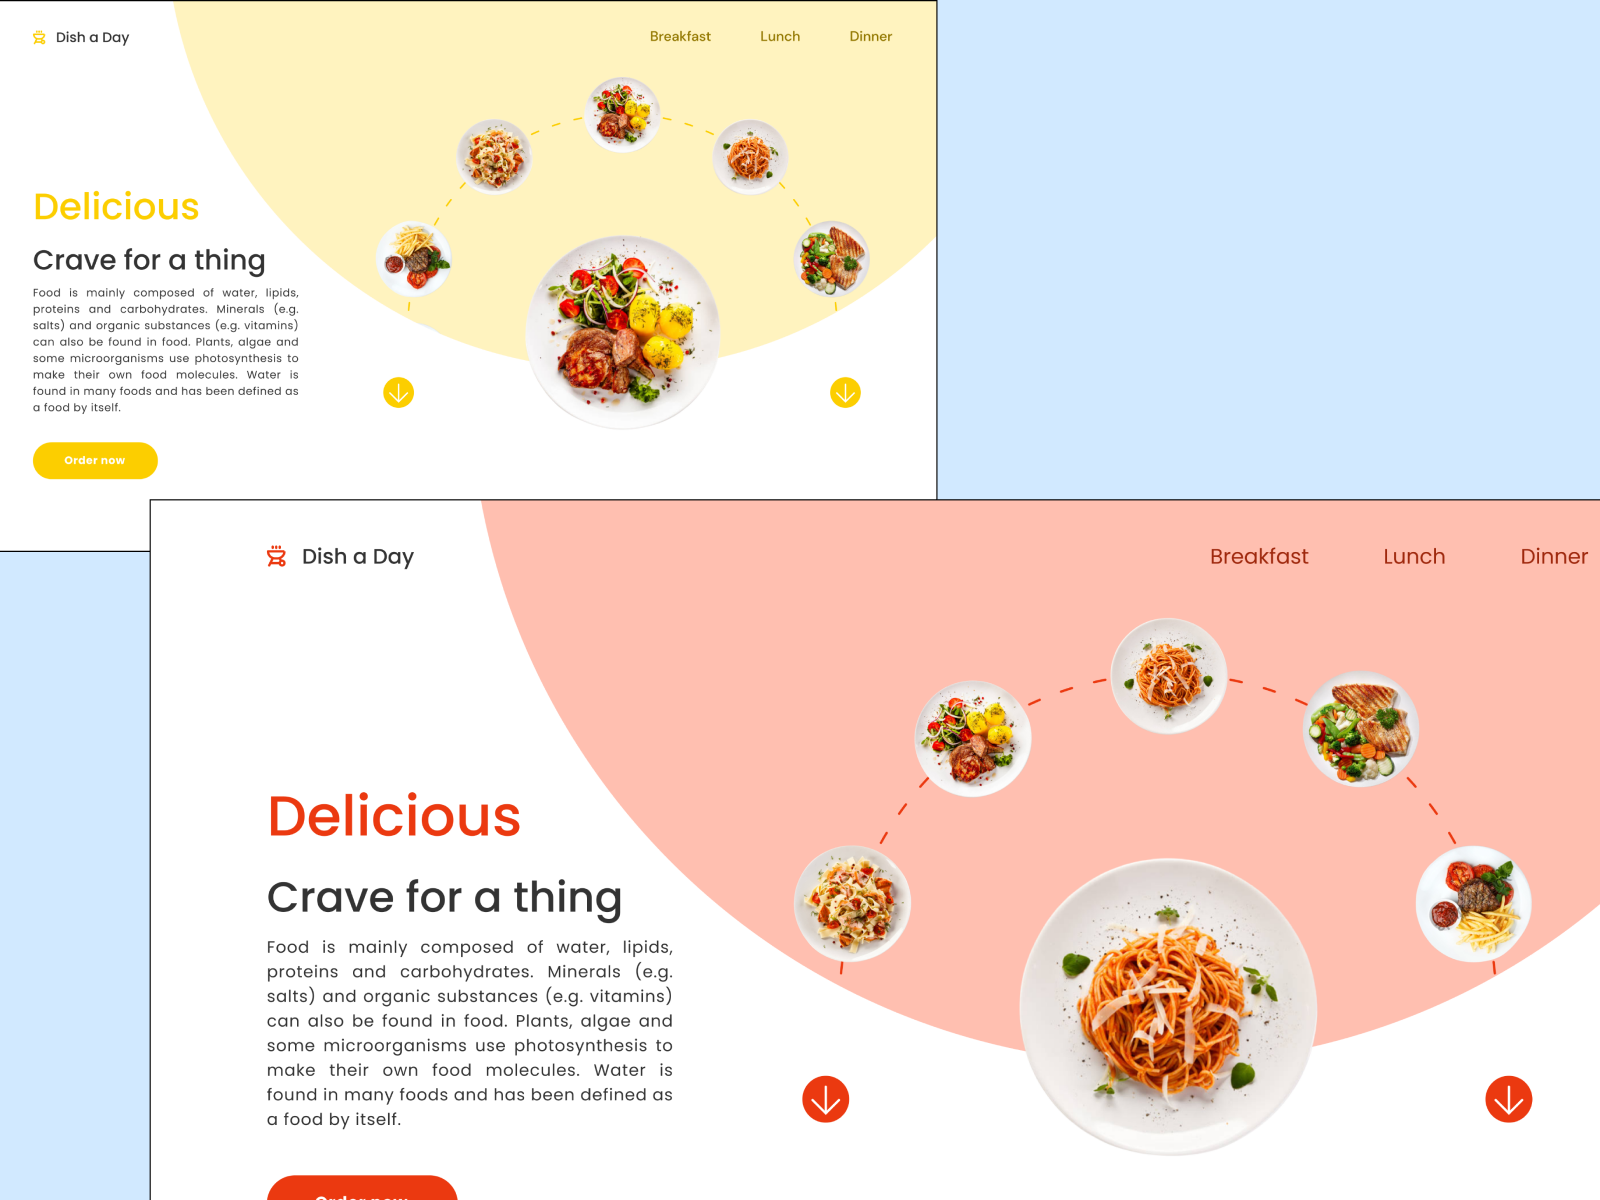 Dish a Day
Breakfast Lunch Dinner
Delicious
Crave for a thing
Food is mainly composed of water, lipids,
proteins and carbohydrates. Minerals (e.g.
salts) and organic substances (e.g. vitamins)
can also be found in food. Plants, algae and
some microorganisms use photosynthesis to
make their own food molecules. Water is
found in many foods and has been defined as
a food by itself.
Order now
Dish a Day
Breakfast Lunch Dinner
Delicious
Crave for a thing
Food is mainly composed of water, lipids,
proteins and carbohydrates. Minerals (e.g.
salts) and organic substances (e.g. vitamins)
can also be found in food. Plants, algae and
some microorganisms use photosynthesis to
make their own food molecules. Water is
found in many foods and has been defined as
a food by itself.
Order now